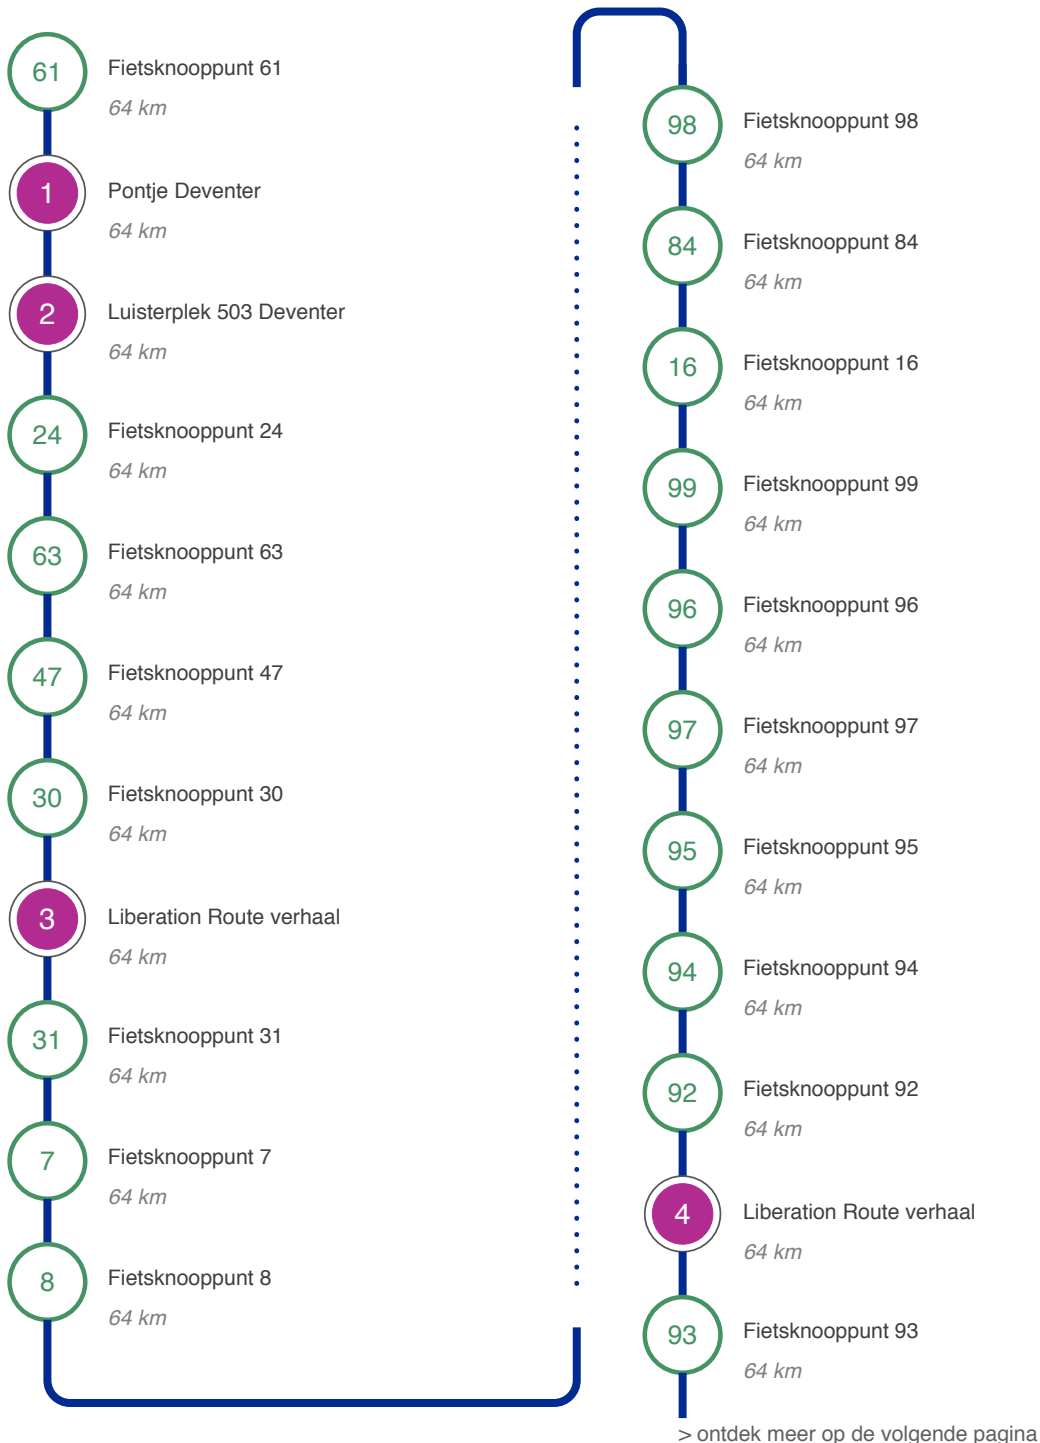 61
Fietsknooppunt 61
64 km
1
Pontje Deventer
64 km
2
Luisterplek 503 Deventer
64 km
24
Fietsknooppunt 24
64 km
63
Fietsknooppunt 63
64 km
47
Fietsknooppunt 47
64 km
30
Fietsknooppunt 30
64 km
3
Liberation Route verhaal
64 km
31
Fietsknooppunt 31
64 km
7
Fietsknooppunt 7
64 km
8
Fietsknooppunt 8
64 km
98
Fietsknooppunt 98
64 km
84
Fietsknooppunt 84
64 km
16
Fietsknooppunt 16
64 km
99
Fietsknooppunt 99
64 km
96
Fietsknooppunt 96
64 km
97
Fietsknooppunt 97
64 km
95
Fietsknooppunt 95
64 km
94
Fietsknooppunt 94
64 km
92
Fietsknooppunt 92
64 km
4
Liberation Route verhaal
64 km
93
Fietsknooppunt 93
64 km
> ontdek meer op de volgende pagina